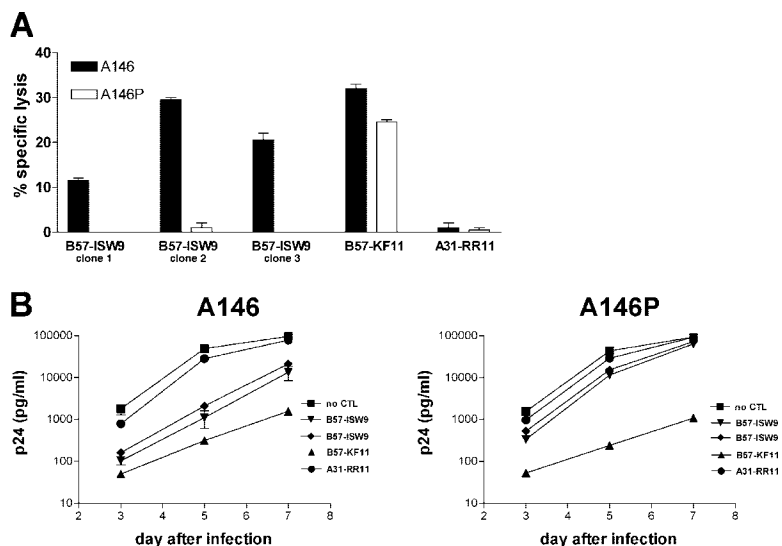 A
% specific lysis
40
30
20
10
0
A146
A146P
B57-ISW9
clone 1
B57-ISW9
clone 2
B57-ISW9
clone 3
B57-KF11
A31-RR11
B
A146
p24 (pg/ml)
100000
10000
1000
100
10
2 3 4 5 6 7 8
day after infection
no CTL
B57-ISW9
B57-ISW9
B57-KF11
A31-RR11
A146P
p24 (pg/ml)
100000
10000
1000
100
10
2 3 4 5 6 7 8
day after infection
no CTL
B57-ISW9
B57-ISW9
B57-KF11
A31-RR11